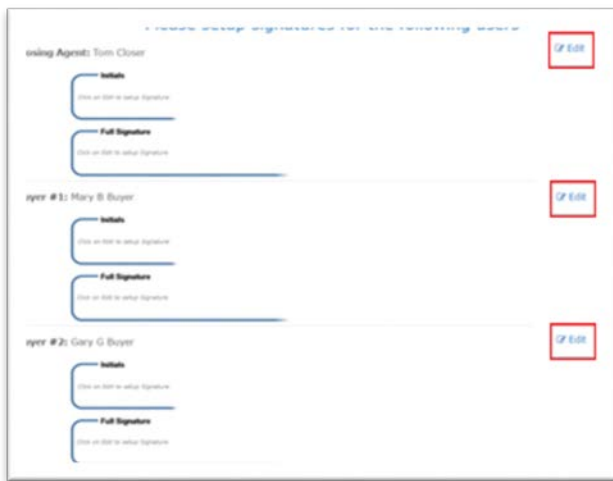 Please setup signatures for the following users
osing Agent: Tom Closer
Edit
Initials
Click on Edit to setup Signature
Full Signature
Click on Edit to setup Signature
yer #1: Mary B Buyer
Edit
Initials
Click on Edit to setup Signature
Full Signature
Click on Edit to setup Signature
yer #2: Gary G Buyer
Edit
Initials
Click on Edit to setup Signature
Full Signature
Click on Edit to setup Signature